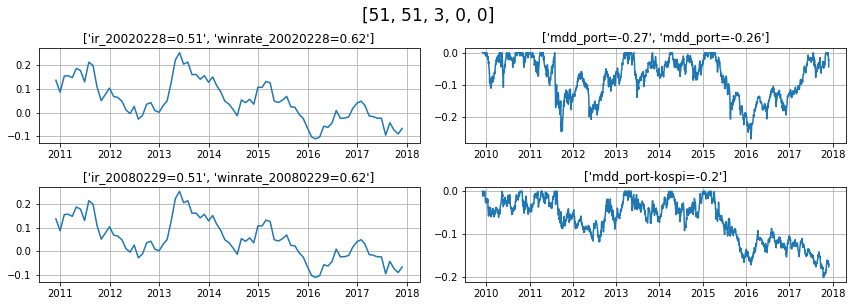 [51, 51, 3, 0, 0]
['ir_20020228=0.51', 'winrate_20020228=0.62']
0.2
0.1
0.0
−0.1
2011 2012 2013 2014 2015 2016 2017 2018
['mdd_port=-0.27', 'mdd_port=-0.26']
0.0
−0.1
−0.2
2010 2011 2012 2013 2014 2015 2016 2017 2018
['ir_20080229=0.51', 'winrate_20080229=0.62']
0.2
0.1
0.0
−0.1
2011 2012 2013 2014 2015 2016 2017 2018
['mdd_port-kospi=-0.2']
0.0
−0.1
−0.2
2010 2011 2012 2013 2014 2015 2016 2017 2018